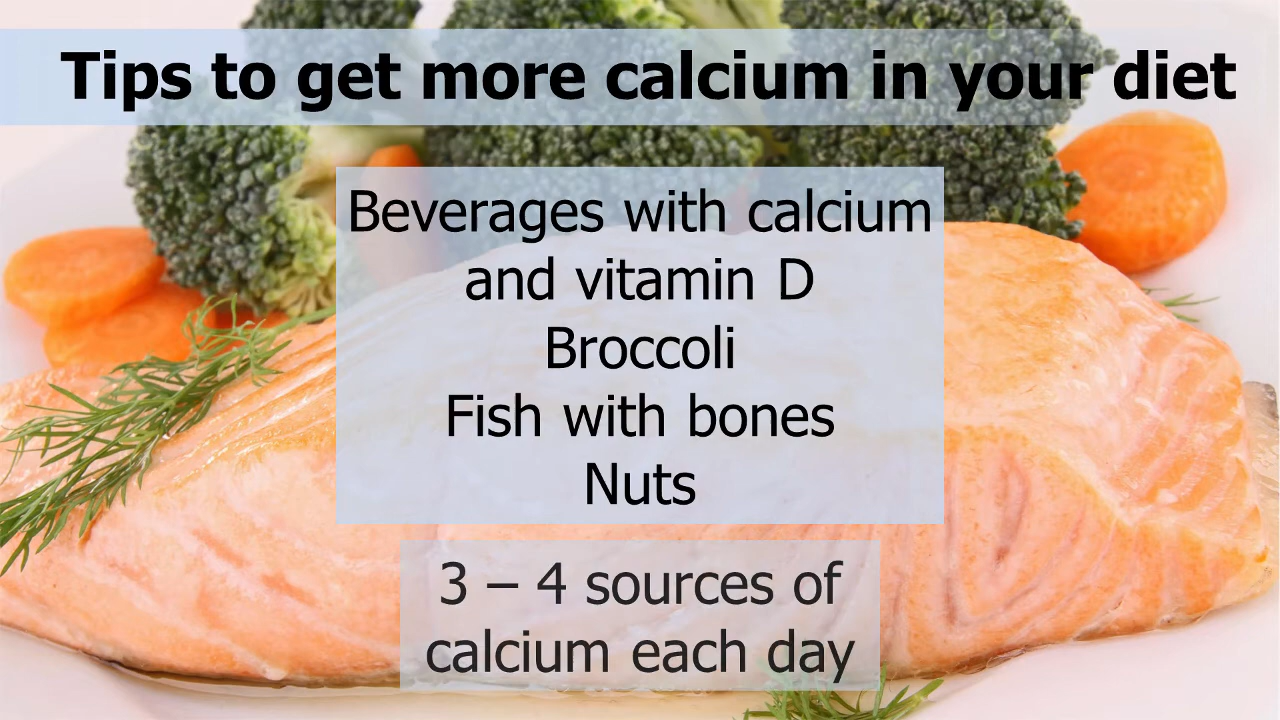 Tips to get more calcium in your diet
Beverages with calcium
and vitamin D
Broccoli
Fish with bones
Nuts
3 – 4 sources of
calcium each day